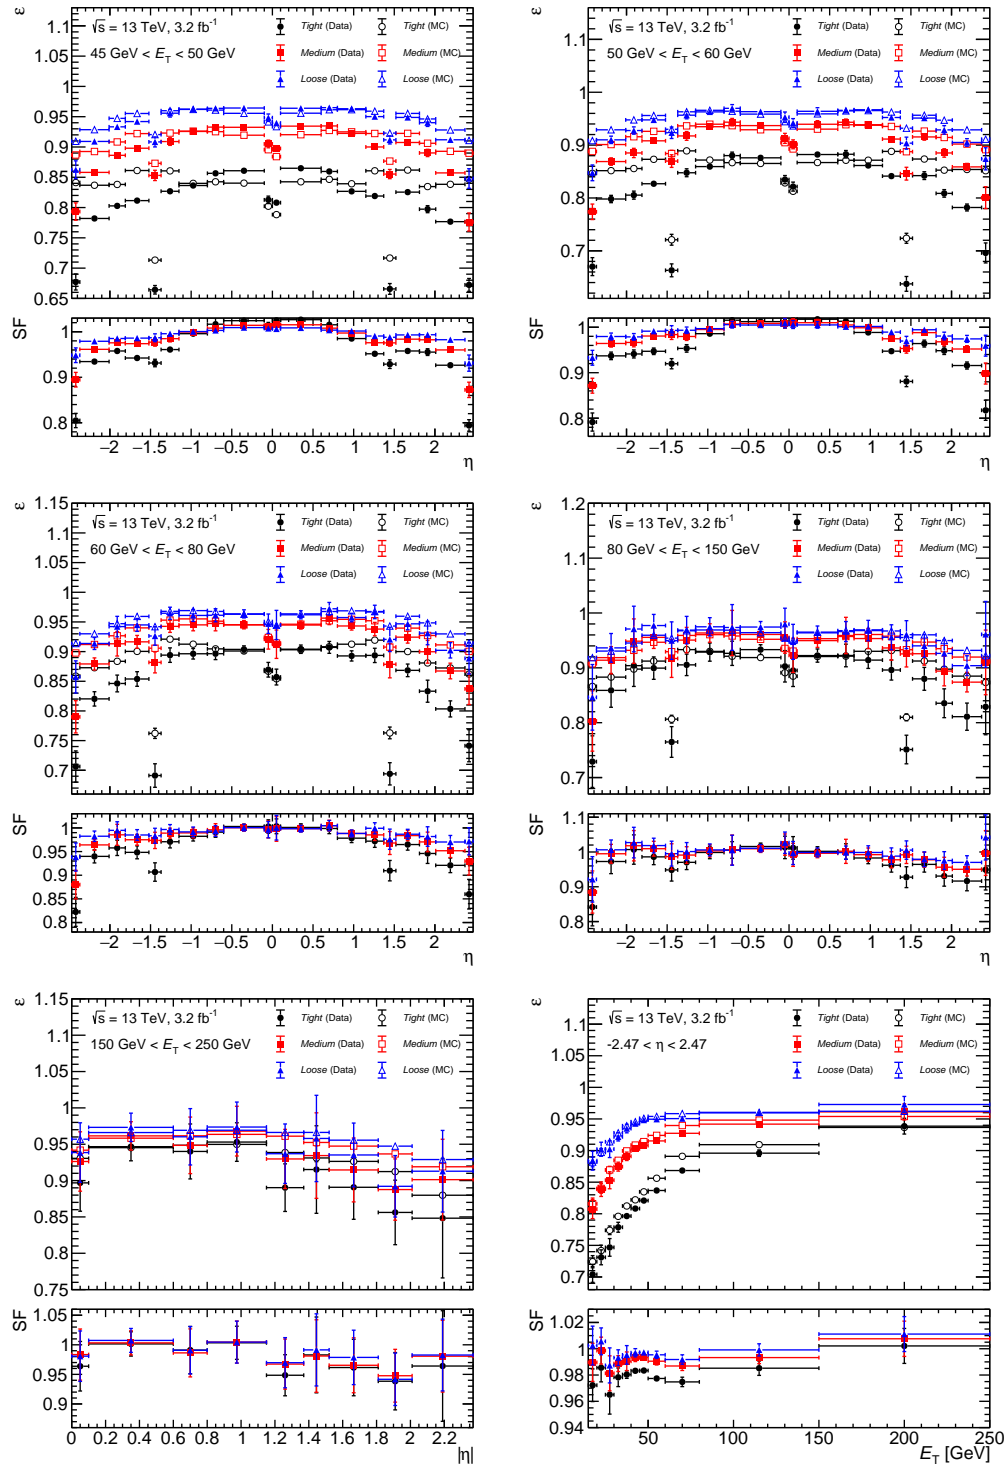 ε
1.1
1.05
1
0.95
0.9
0.85
0.8
0.75
0.7
0.65
√s = 13 TeV, 3.2 fb⁻¹
45 GeV < E_T < 50 GeV
Tight (Data) Tight (MC)
Medium (Data) Medium (MC)
Loose (Data) Loose (MC)
SF
1
0.9
0.8
−2 −1.5 −1 −0.5 0 0.5 1 1.5 2
η
ε
1.1
1
0.9
0.8
0.7
√s = 13 TeV, 3.2 fb⁻¹
50 GeV < E_T < 60 GeV
Tight (Data) Tight (MC)
Medium (Data) Medium (MC)
Loose (Data) Loose (MC)
SF
1
0.9
0.8
−2 −1.5 −1 −0.5 0 0.5 1 1.5 2
η
ε
1.15
1.1
1.05
1
0.95
0.9
0.85
0.8
0.75
0.7
√s = 13 TeV, 3.2 fb⁻¹
60 GeV < E_T < 80 GeV
Tight (Data) Tight (MC)
Medium (Data) Medium (MC)
Loose (Data) Loose (MC)
SF
1
0.95
0.9
0.85
0.8
−2 −1.5 −1 −0.5 0 0.5 1 1.5 2
η
ε
1.2
1.1
1
0.9
0.8
0.7
√s = 13 TeV, 3.2 fb⁻¹
80 GeV < E_T < 150 GeV
Tight (Data) Tight (MC)
Medium (Data) Medium (MC)
Loose (Data) Loose (MC)
SF
1.1
1
0.9
0.8
−2 −1.5 −1 −0.5 0 0.5 1 1.5 2
η
ε
1.15
1.1
1.05
1
0.95
0.9
0.85
0.8
0.75
√s = 13 TeV, 3.2 fb⁻¹
150 GeV < E_T < 250 GeV
Tight (Data) Tight (MC)
Medium (Data) Medium (MC)
Loose (Data) Loose (MC)
SF
1.05
1
0.95
0.9
0 0.2 0.4 0.6 0.8 1 1.2 1.4 1.6 1.8 2 2.2
|η|
ε
1.1
1.05
1
0.95
0.9
0.85
0.8
0.75
0.7
√s = 13 TeV, 3.2 fb⁻¹
-2.47 < η < 2.47
Tight (Data) Tight (MC)
Medium (Data) Medium (MC)
Loose (Data) Loose (MC)
SF
1.02
1
0.98
0.96
0.94
50 100 150 200 250
E_T [GeV]